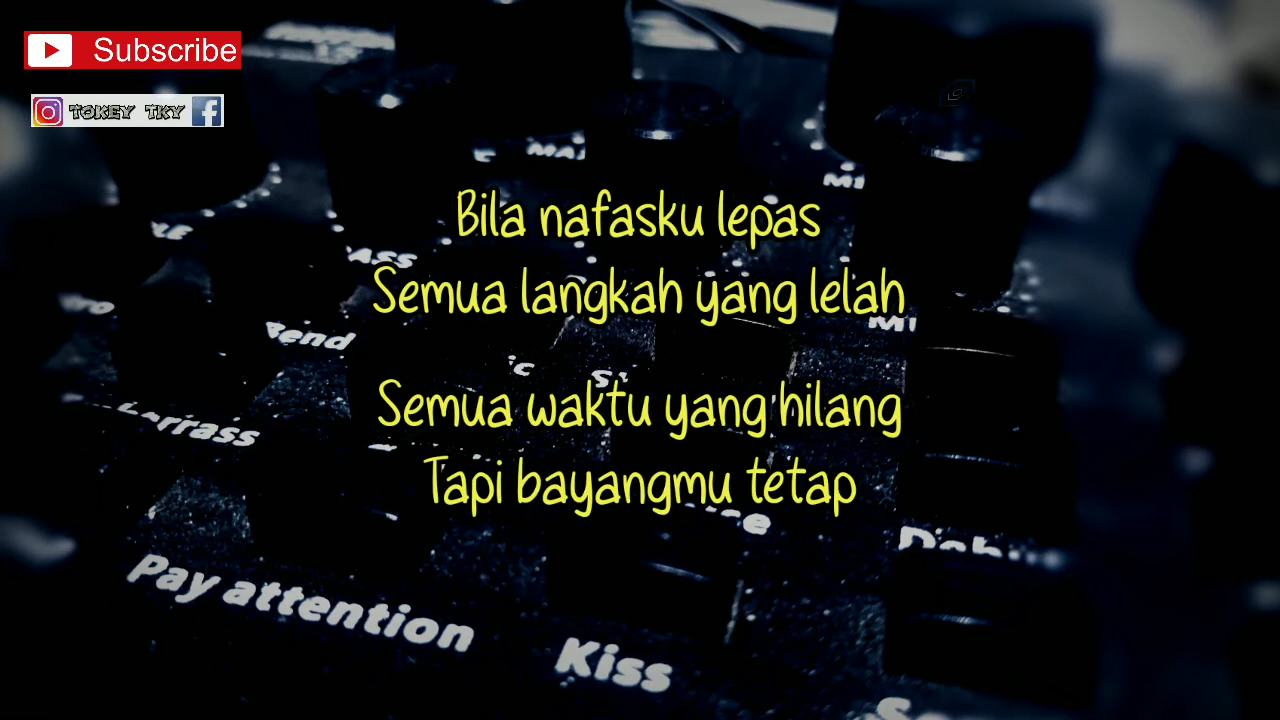 Subscribe
TOKEY TKY
Bila nafasku lepas
Semua langkah yang lelah
Semua waktu yang hilang
Tapi bayangmu tetap
Pay attention
Kiss